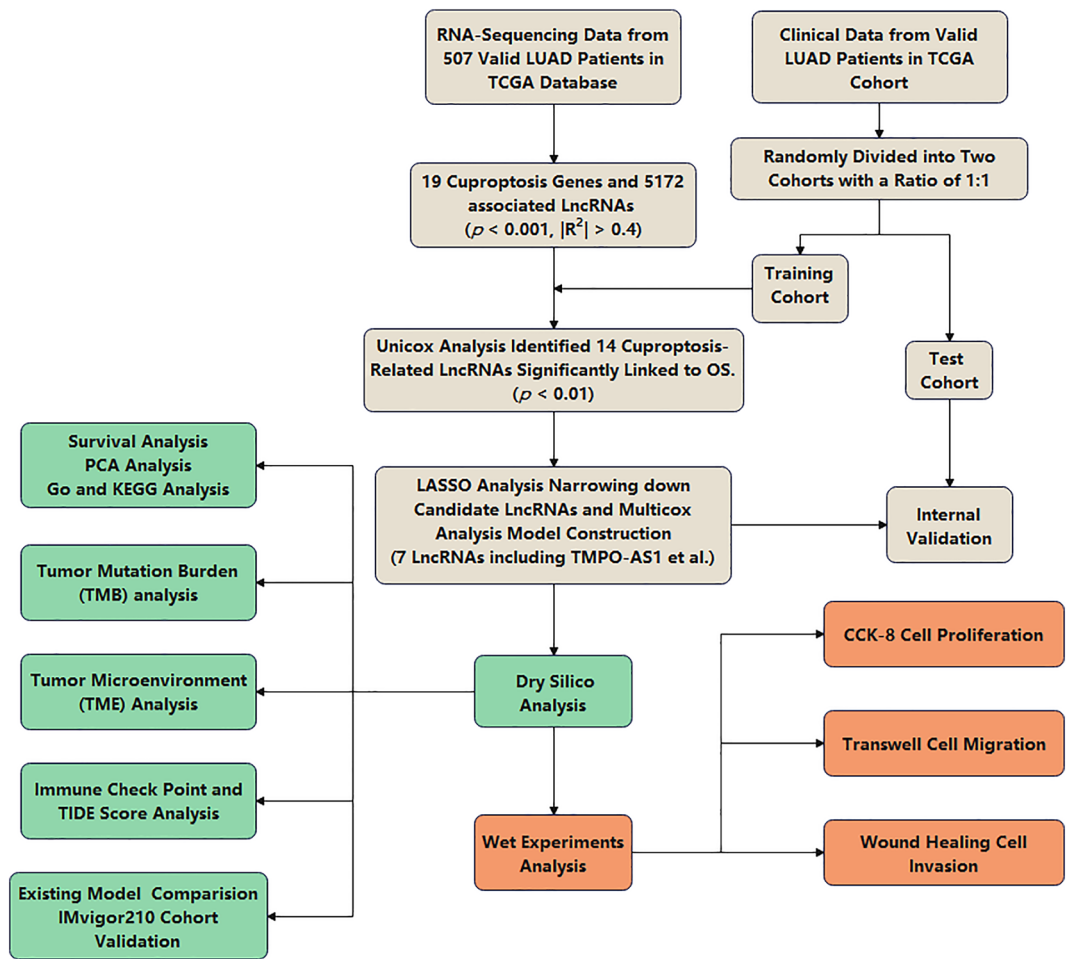 RNA-Sequencing Data from
507 Valid LUAD Patients in
TCGA Database
Clinical Data from Valid
LUAD Patients in TCGA
Cohort
Randomly Divided into Two
Cohorts with a Ratio of 1:1
19 Cuproptosis Genes and 5172
associated LncRNAs
(p < 0.001, |R²| > 0.4)
Training
Cohort
Unicox Analysis Identified 14 Cuproptosis-
Related LncRNAs Significantly Linked to OS.
(p < 0.01)
Test
Cohort
LASSO Analysis Narrowing down
Candidate LncRNAs and Multicox
Analysis Model Construction
(7 LncRNAs including TMPO-AS1 et al.)
Internal
Validation
Survival Analysis
PCA Analysis
Go and KEGG Analysis
Tumor Mutation Burden
(TMB) analysis
Tumor Microenvironment
(TME) Analysis
Immune Check Point and
TIDE Score Analysis
Existing Model Comparision
IMvigor210 Cohort
Validation
Dry Silico
Analysis
Wet Experiments
Analysis
CCK-8 Cell Proliferation
Transwell Cell Migration
Wound Healing Cell
Invasion